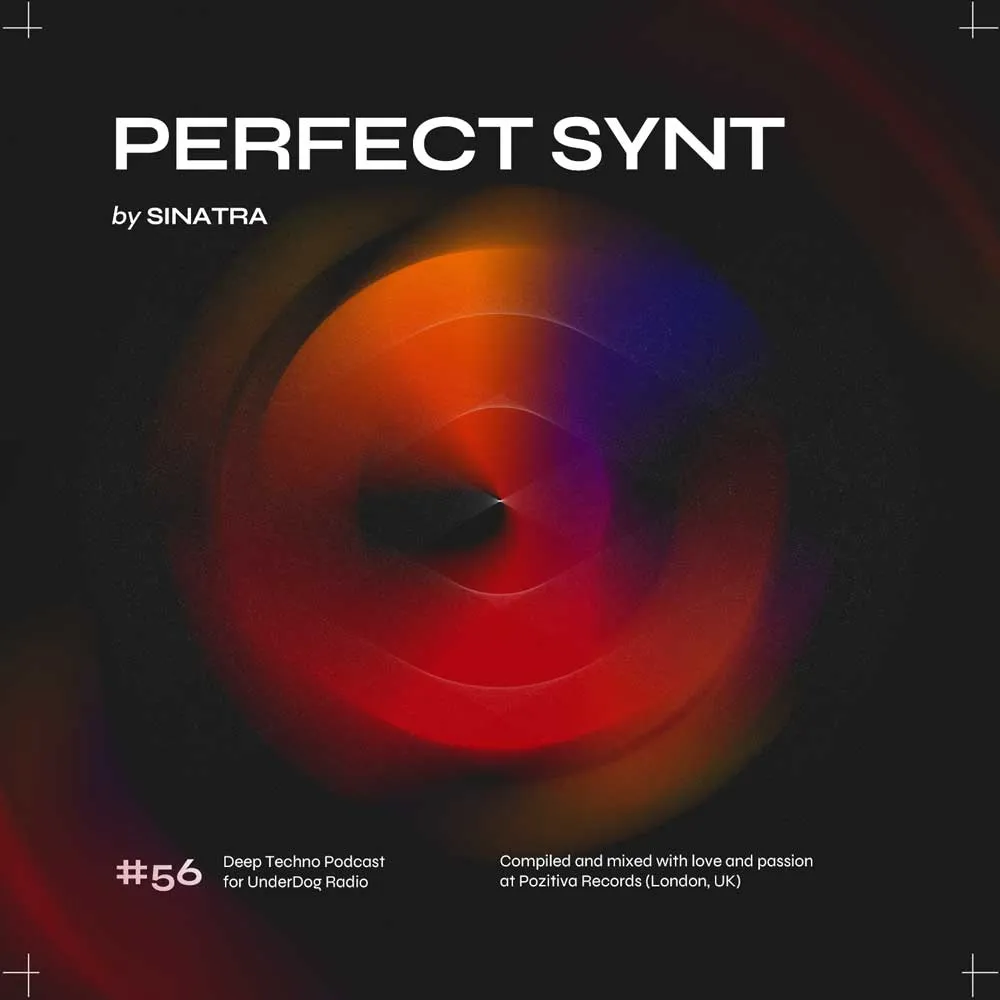 PERFECT SYNT
by SINATRA
#56
Deep Techno Podcast
for UnderDog Radio
Compiled and mixed with love and passion
at Pozitiva Records (London, UK)